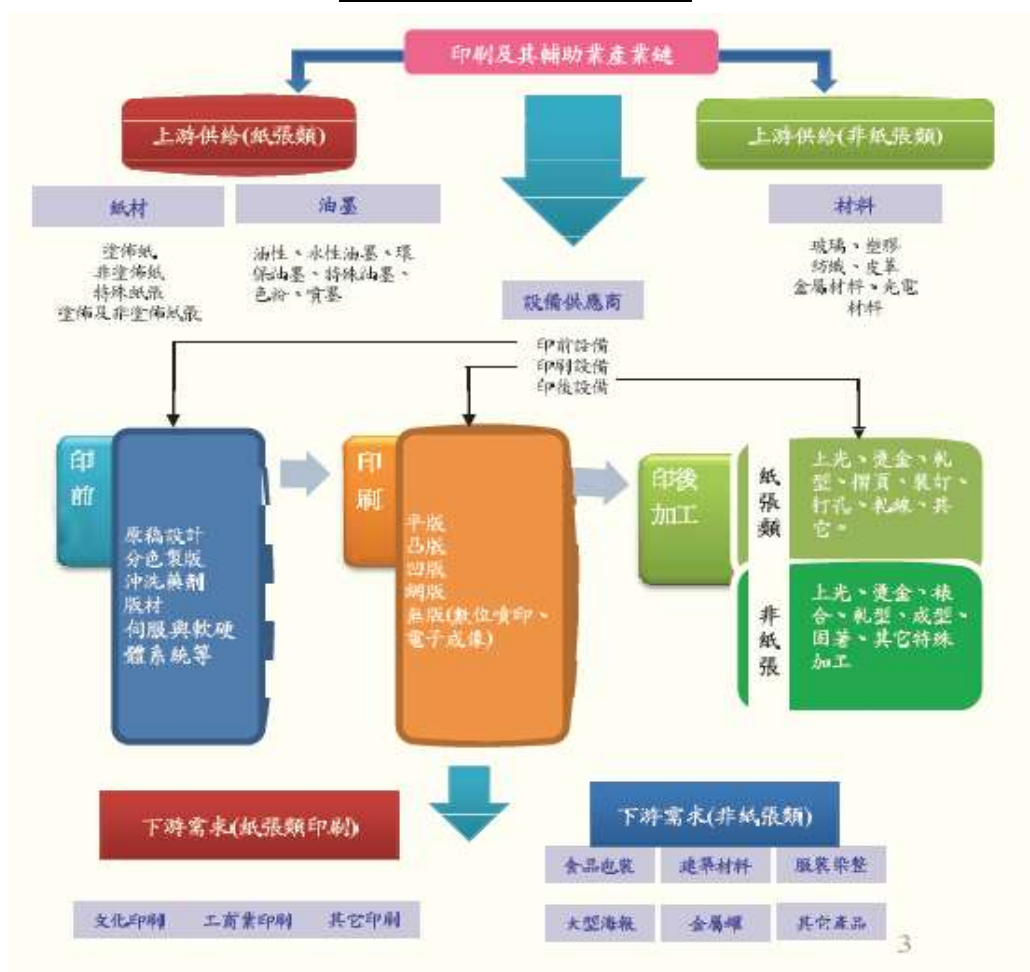 印刷及其輔助業產業鏈
上游供給(紙張類)
上游供給(非紙張類)
紙材
油墨
材料
塗佈紙
非塗佈紙
特殊紙張
塗佈及非塗佈紙張
油性、水性油墨、環
保油墨、特殊油墨、
色粉、噴墨
玻璃、塑膠
紡織、皮革
金屬材料、光電
材料
設備供應商
印前設備
印刷設備
印後設備
印
前
原稿設計
分色製版
沖洗藥劑
版材
伺服與軟硬
體系統等
印
刷
平版
凸版
凹版
網版
無版(數位噴印、
電子成像)
印後
加工
紙
張
類
上光、燙金、軋
型、摺頁、裝訂、
打孔、軋線、其
它。
非
紙
張
上光、燙金、裱
合、軋型、成型、
固著、其它特殊
加工
下游需求(紙張類印刷)
下游需求(非紙張類)
食品包裝
建築材料
服裝染整
文化印刷
工商業印刷
其它印刷
大型海報
金屬罐
其它產品
3